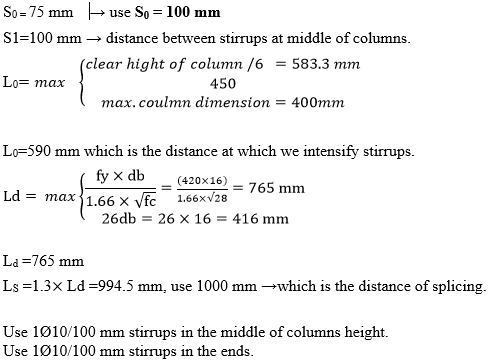 S0 = 75 mm ├→ use S0 = 100 mm
S1=100 mm → distance between stirrups at middle of columns.
L0= max { clear hight of column /6 = 583.3 mm
450
max. coulmn dimension = 400mm
L0=590 mm which is the distance at which we intensify stirrups.
Ld = max { fy × db / 1.66 × √fc = (420×16) / 1.66×√28 = 765 mm
26db = 26 × 16 = 416 mm
Ld =765 mm
LS =1.3× Ld =994.5 mm, use 1000 mm →which is the distance of splicing.
Use 1Ø10/100 mm stirrups in the middle of columns height.
Use 1Ø10/100 mm stirrups in the ends.